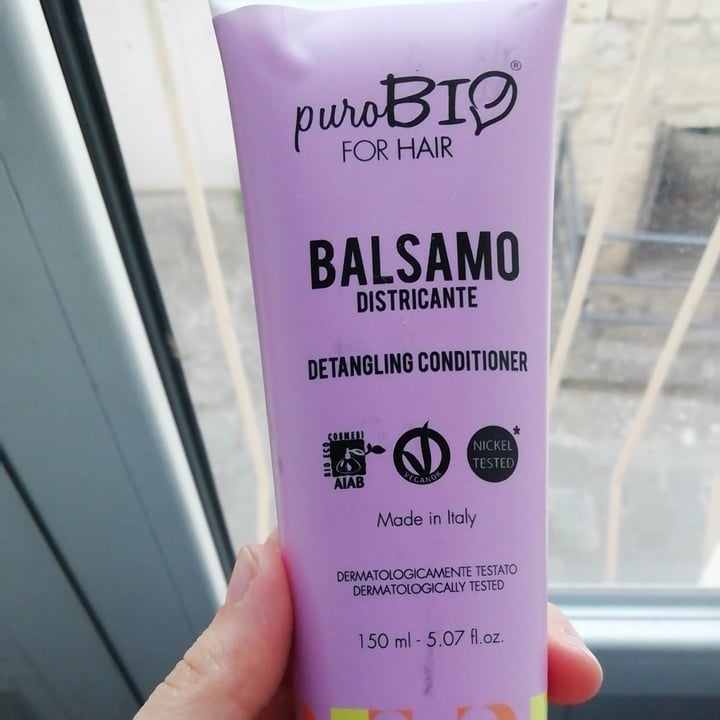 puroBIO®
FOR HAIR
BALSAMO
DISTRICANTE
DETANGLING CONDITIONER
BIO ECO COSMESI
AIAB
VEGANOK
NICKEL
TESTED*
Made in Italy
DERMATOLOGICAMENTE TESTATO
DERMATOLOGICALLY TESTED
150 ml - 5.07 fl.oz.